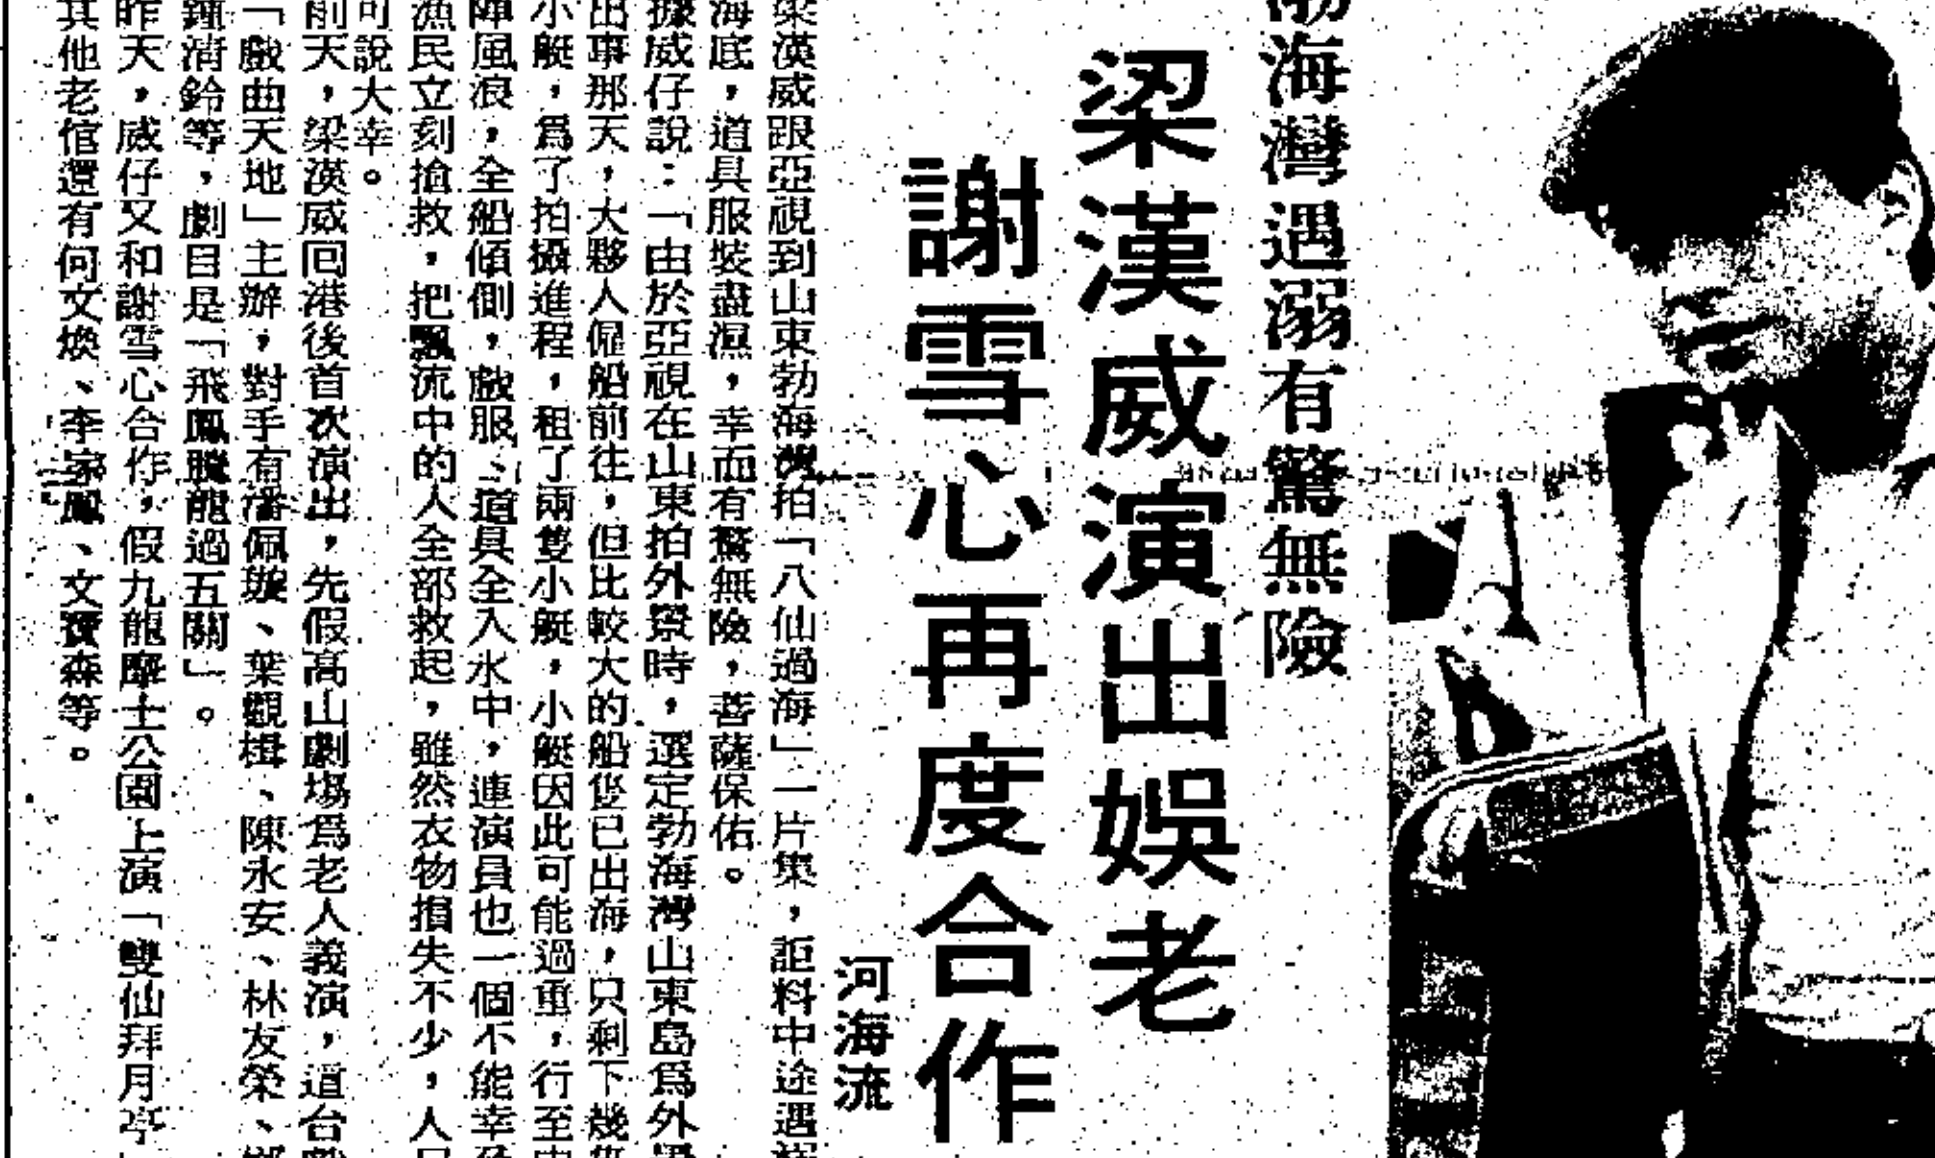 勃海灣遇溺有驚無險
梁漢威演出娛老
謝雪心再度合作
河海流
梁漢威跟亞視到山東勃海灣拍「八仙過海」一片集，詎料中途遇
海底，道具服裝盡濕，幸而有驚無險，菩薩保佑。
據威仔說：「由於亞視在山東拍外景時，選定勃海灣山東島爲外
出事那天，大夥人僱船前往，但比較大的船隻已出海，只剩下幾隻
小艇，爲了拍攝進程，租了兩隻小艇，小艇因此可能過重，行至中
陣風浪，全船傾側，戲服、道具全入水中，連演員也一個不能幸
漁民立刻搶救，把飄流中的人全部救起，雖然衣物損失不少，人
可說大幸。
前天，梁漢威回港後首次演出，先假高山劇場爲老人義演，這台戲
「戲曲天地」主辦，對手有潘佩璇、葉觀楫、陳永安、林友榮、鄧
鍾清鈴等，劇目是「飛鳳騰龍過五關」。
昨天，威仔又和謝雪心合作，假九龍摩士公園上演「雙仙拜月亭
其他老倌還有何文煥、李家鳳、文寶森等。